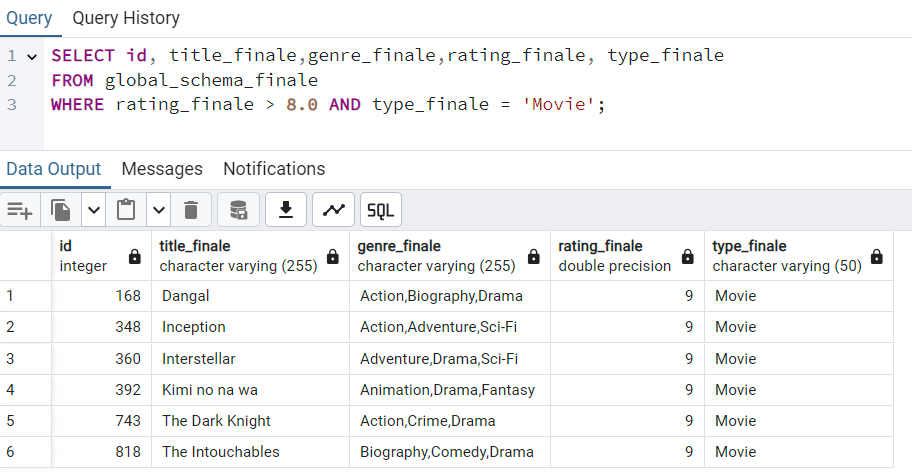 Query Query History
1 SELECT id, title_finale,genre_finale,rating_finale, type_finale
2 FROM global_schema_finale
3 WHERE rating_finale > 8.0 AND type_finale = 'Movie';
Data Output Messages Notifications
SQL
id title_finale genre_finale rating_finale type_finale
integer character varying (255) character varying (255) double precision character varying (50)
1 168 Dangal Action,Biography,Drama 9 Movie
2 348 Inception Action,Adventure,Sci-Fi 9 Movie
3 360 Interstellar Adventure,Drama,Sci-Fi 9 Movie
4 392 Kimi no na wa Animation,Drama,Fantasy 9 Movie
5 743 The Dark Knight Action,Crime,Drama 9 Movie
6 818 The Intouchables Biography,Comedy,Drama 9 Movie